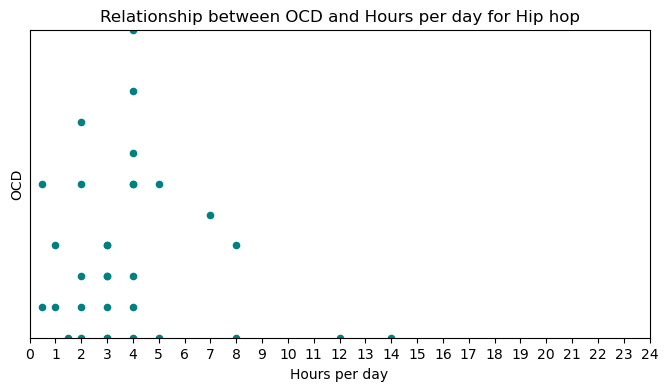 Relationship between OCD and Hours per day for Hip hop
OCD
0 1 2 3 4 5 6 7 8 9 10 11 12 13 14 15 16 17 18 19 20 21 22 23 24
Hours per day